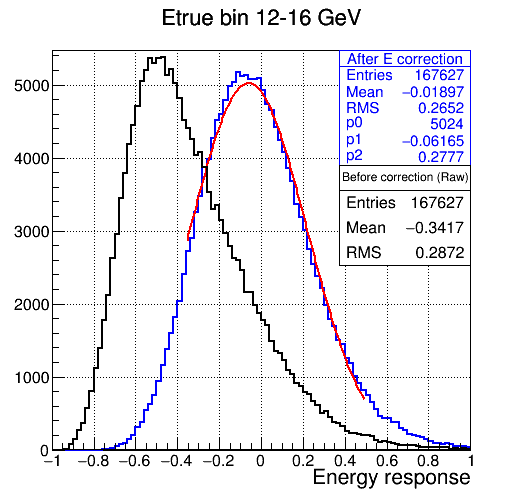 Etrue bin 12-16 GeV
After E correction
Entries 167627
Mean −0.01897
RMS 0.2652
p0 5024
p1 −0.06165
p2 0.2777
Before correction (Raw)
Entries 167627
Mean −0.3417
RMS 0.2872
5000
4000
3000
2000
1000
0
−1 −0.8 −0.6 −0.4 −0.2 0 0.2 0.4 0.6 0.8 1
Energy response